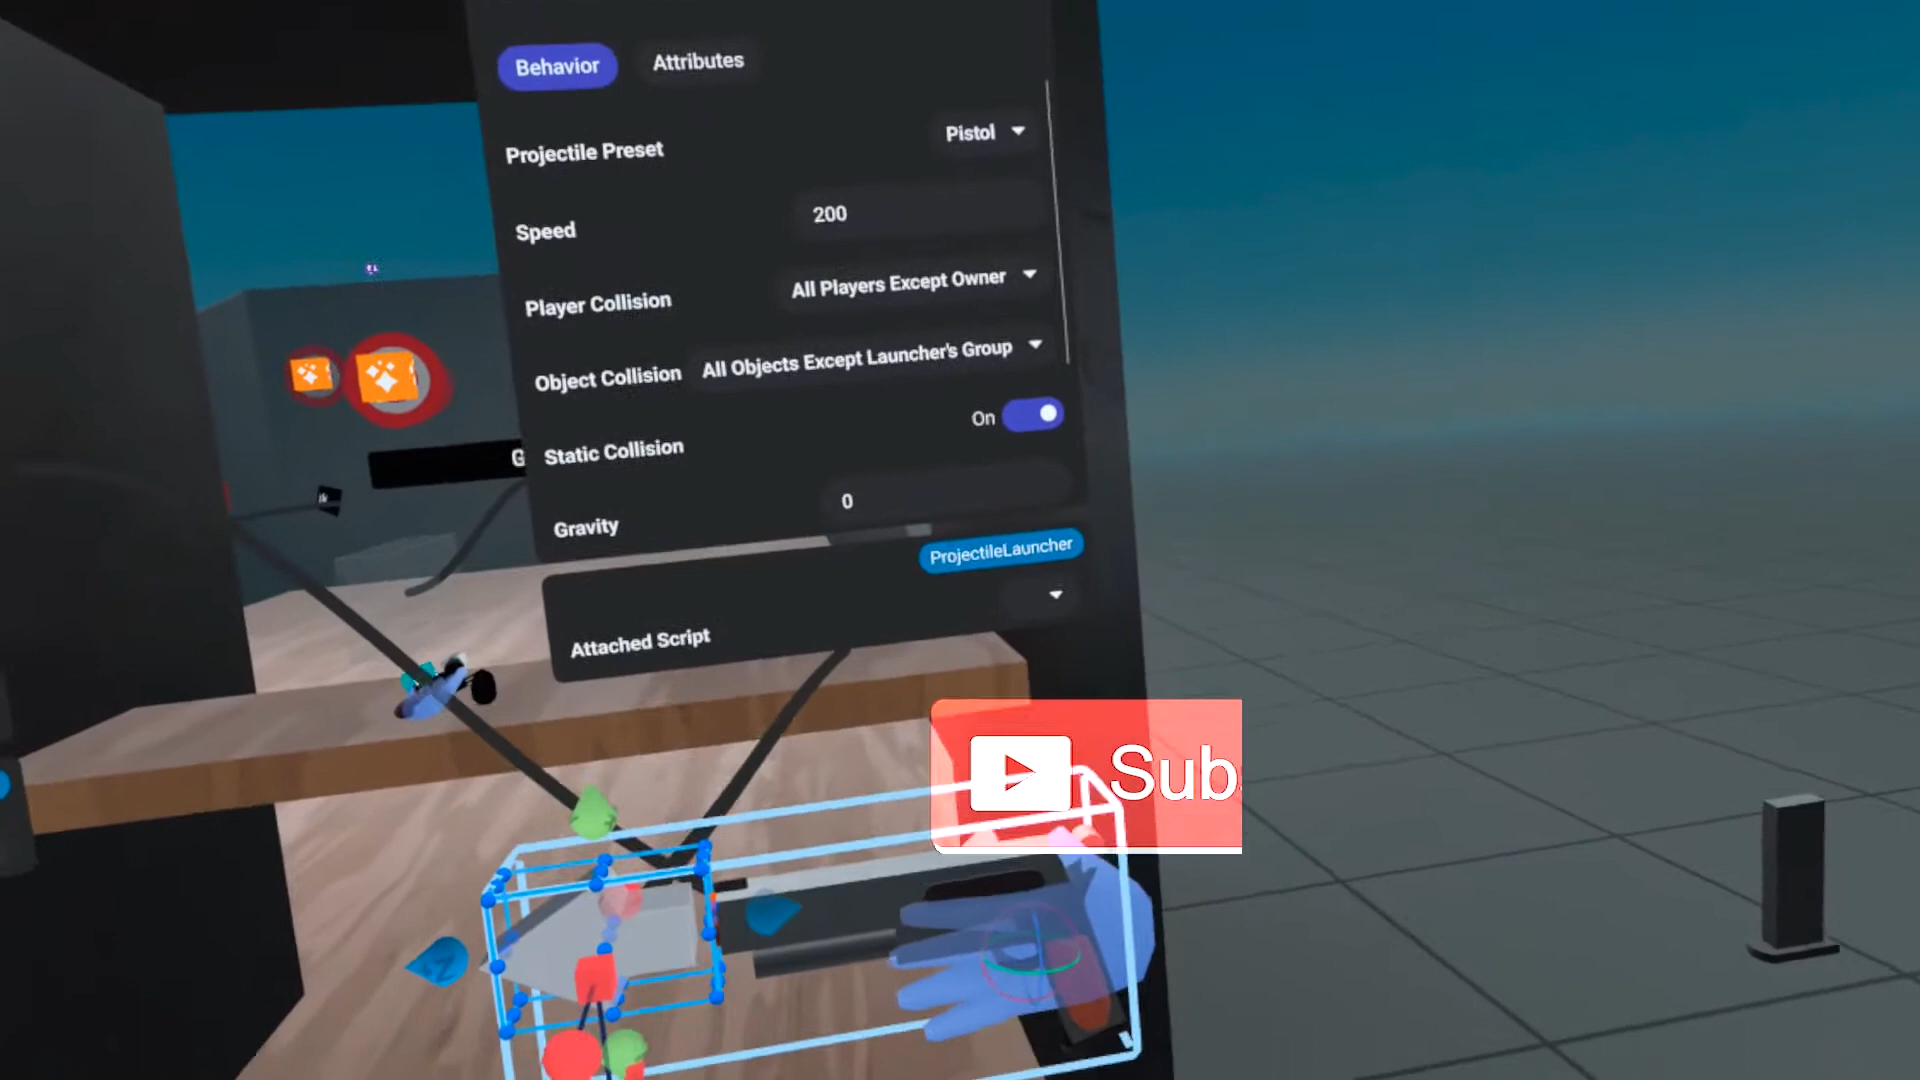 Behavior
Attributes
Projectile Preset
Pistol
Speed
200
Player Collision
All Players Except Owner
Object Collision
All Objects Except Launcher's Group
Static Collision
On
Gravity
0
G
ProjectileLauncher
Attached Script
Sub
Z